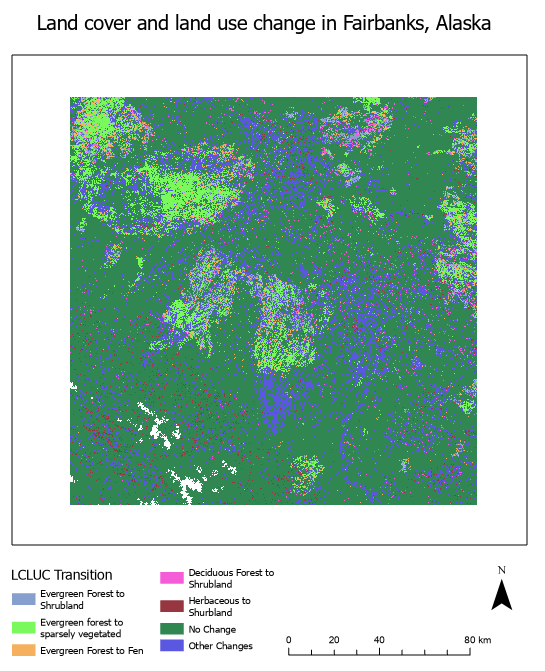 Land cover and land use change in Fairbanks, Alaska
LCLUC Transition
Evergreen Forest to
Shrubland
Evergreen forest to
sparsely vegetated
Evergreen Forest to Fen
Deciduous Forest to
Shrubland
Herbaceous to
Shurbland
No Change
Other Changes
N
0 20 40 80 km